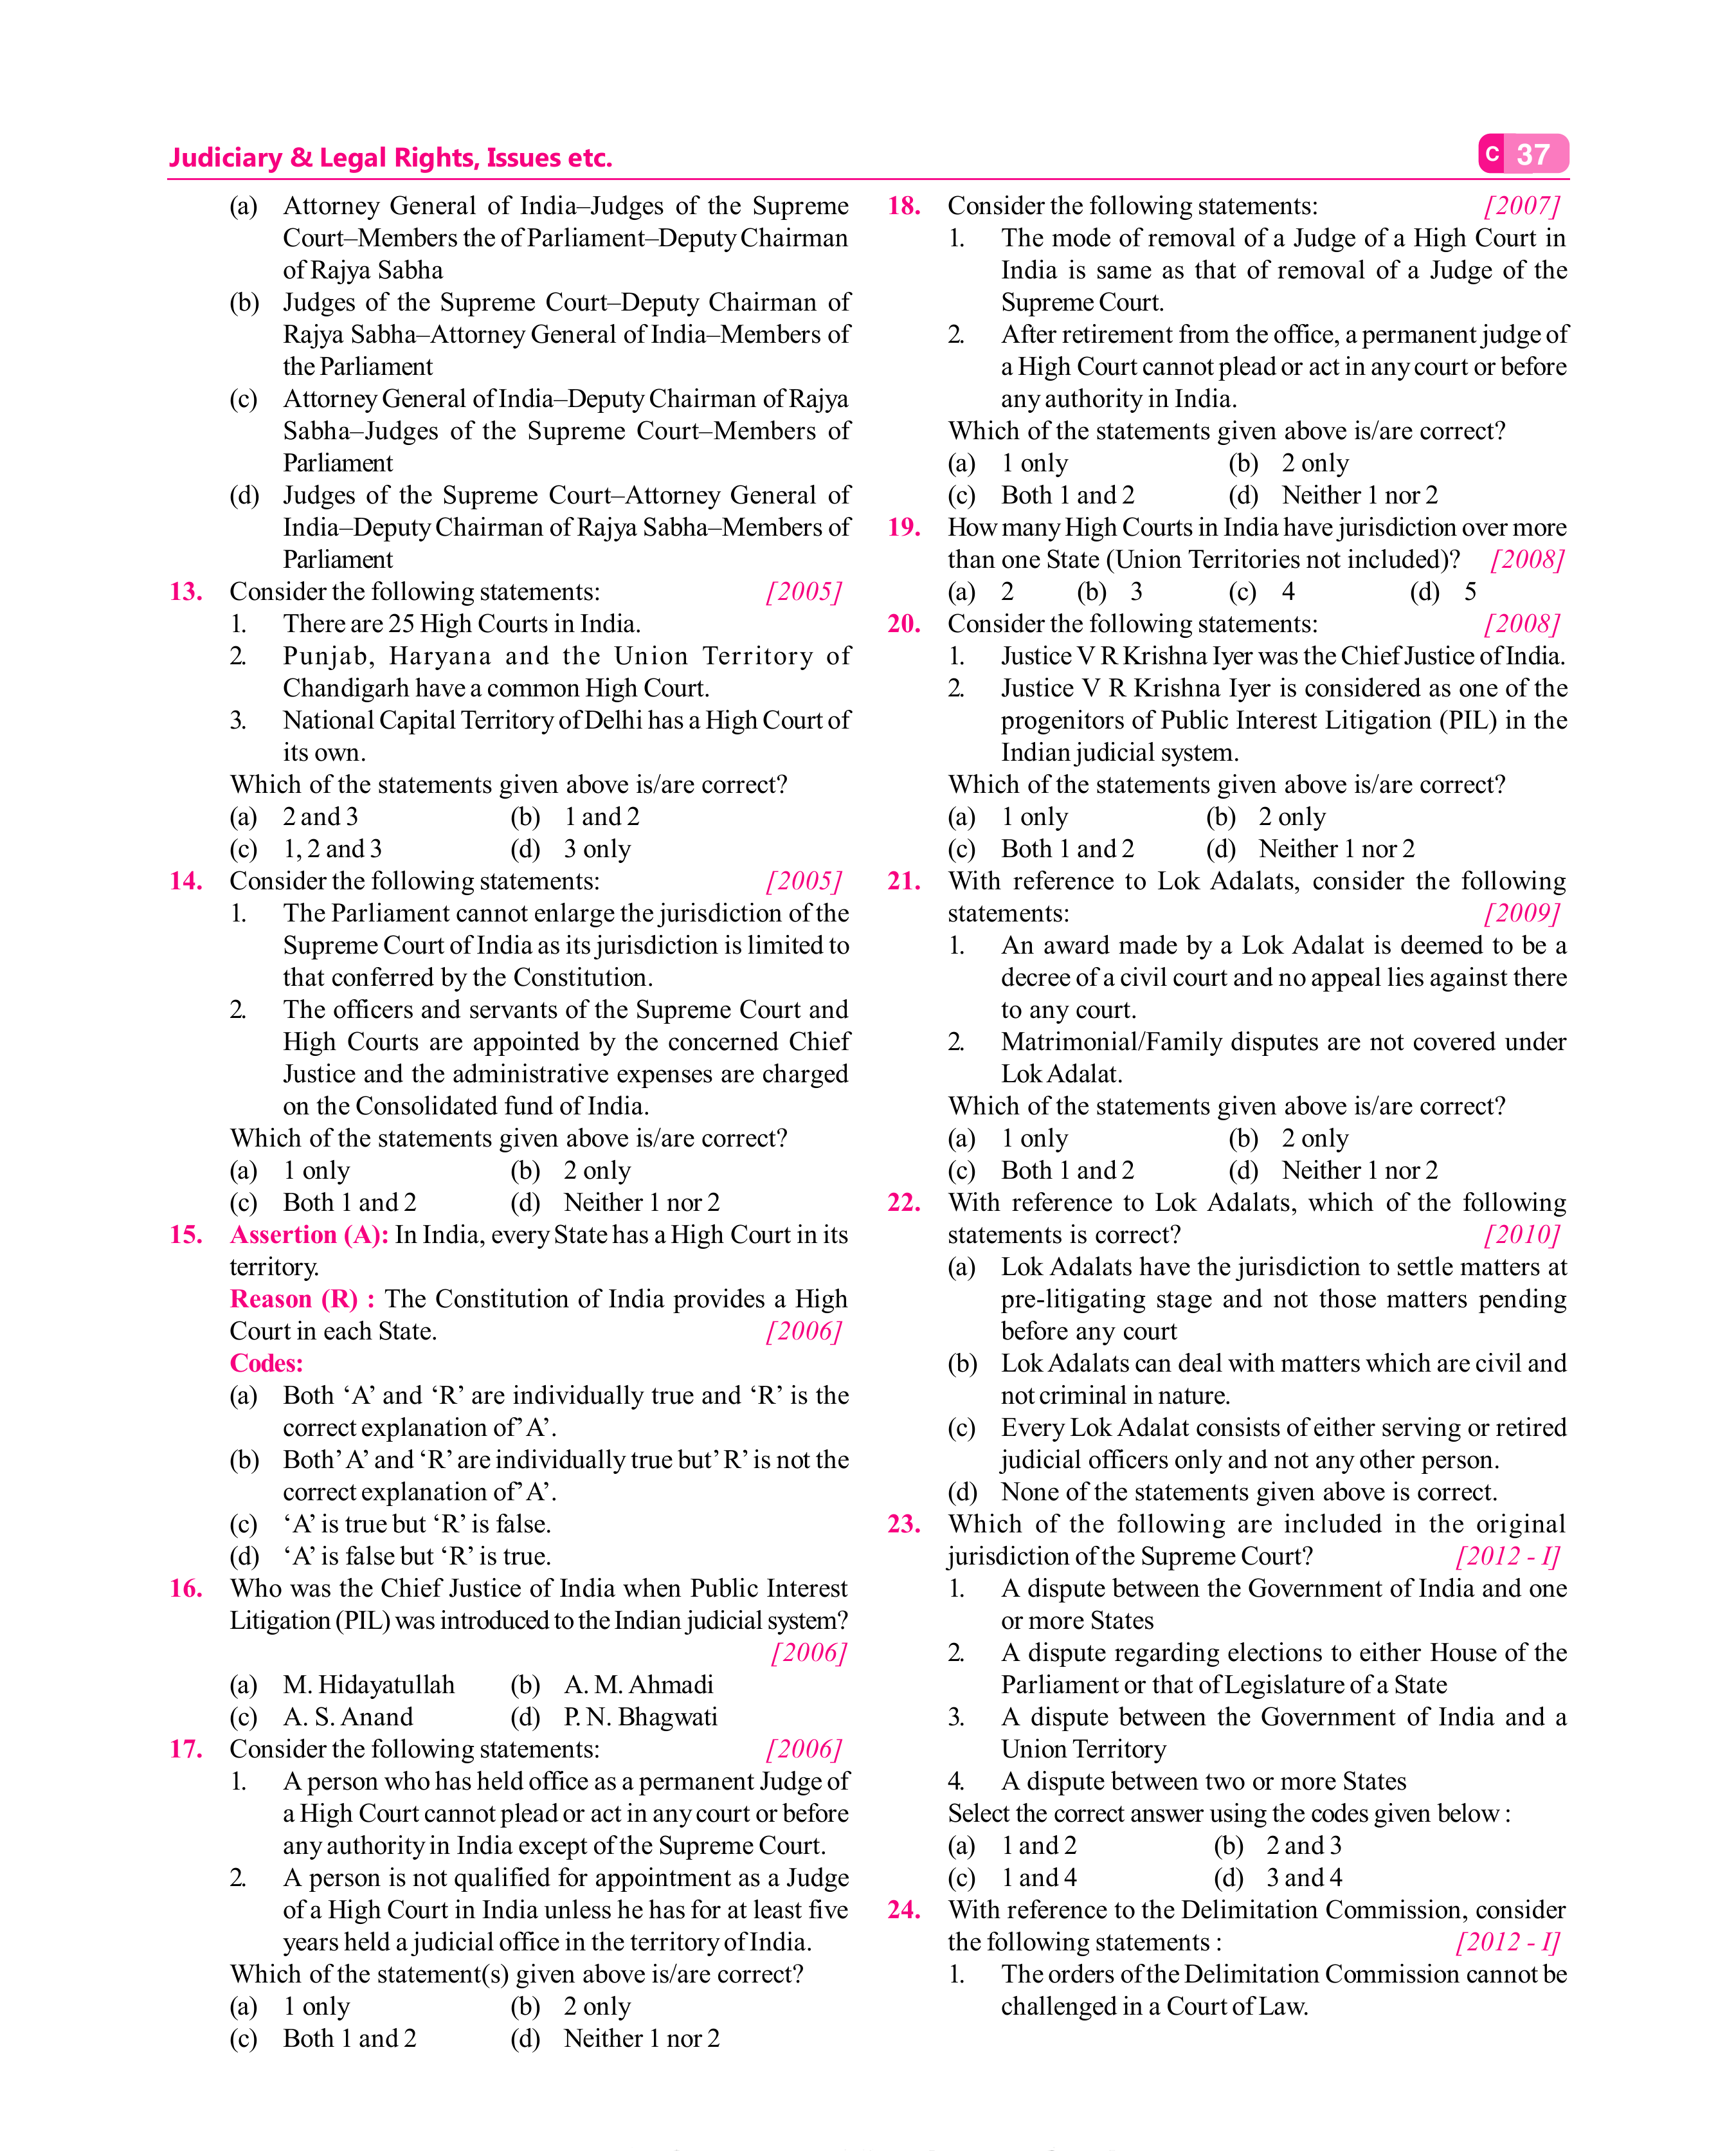 Judiciary & Legal Rights, Issues etc.
C 37
(a) Attorney General of India–Judges of the Supreme
Court–Members the of Parliament–Deputy Chairman
of Rajya Sabha
(b) Judges of the Supreme Court–Deputy Chairman of
Rajya Sabha–Attorney General of India–Members of
the Parliament
(c) Attorney General of India–Deputy Chairman of Rajya
Sabha–Judges of the Supreme Court–Members of
Parliament
(d) Judges of the Supreme Court–Attorney General of
India–Deputy Chairman of Rajya Sabha–Members of
Parliament
13. Consider the following statements: [2005]
1. There are 25 High Courts in India.
2. Punjab, Haryana and the Union Territory of
Chandigarh have a common High Court.
3. National Capital Territory of Delhi has a High Court of
its own.
Which of the statements given above is/are correct?
(a) 2 and 3 (b) 1 and 2
(c) 1, 2 and 3 (d) 3 only
14. Consider the following statements: [2005]
1. The Parliament cannot enlarge the jurisdiction of the
Supreme Court of India as its jurisdiction is limited to
that conferred by the Constitution.
2. The officers and servants of the Supreme Court and
High Courts are appointed by the concerned Chief
Justice and the administrative expenses are charged
on the Consolidated fund of India.
Which of the statements given above is/are correct?
(a) 1 only (b) 2 only
(c) Both 1 and 2 (d) Neither 1 nor 2
15. Assertion (A): In India, every State has a High Court in its
territory.
Reason (R) : The Constitution of India provides a High
Court in each State. [2006]
Codes:
(a) Both ‘A’ and ‘R’ are individually true and ‘R’ is the
correct explanation of’ A’.
(b) Both’ A’ and ‘R’ are individually true but’ R’ is not the
correct explanation of’ A’.
(c) ‘A’ is true but ‘R’ is false.
(d) ‘A’ is false but ‘R’ is true.
16. Who was the Chief Justice of India when Public Interest
Litigation (PIL) was introduced to the Indian judicial system?
[2006]
(a) M. Hidayatullah (b) A. M. Ahmadi
(c) A. S. Anand (d) P. N. Bhagwati
17. Consider the following statements: [2006]
1. A person who has held office as a permanent Judge of
a High Court cannot plead or act in any court or before
any authority in India except of the Supreme Court.
2. A person is not qualified for appointment as a Judge
of a High Court in India unless he has for at least five
years held a judicial office in the territory of India.
Which of the statement(s) given above is/are correct?
(a) 1 only (b) 2 only
(c) Both 1 and 2 (d) Neither 1 nor 2
18. Consider the following statements: [2007]
1. The mode of removal of a Judge of a High Court in
India is same as that of removal of a Judge of the
Supreme Court.
2. After retirement from the office, a permanent judge of
a High Court cannot plead or act in any court or before
any authority in India.
Which of the statements given above is/are correct?
(a) 1 only (b) 2 only
(c) Both 1 and 2 (d) Neither 1 nor 2
19. How many High Courts in India have jurisdiction over more
than one State (Union Territories not included)? [2008]
(a) 2 (b) 3 (c) 4 (d) 5
20. Consider the following statements: [2008]
1. Justice V R Krishna Iyer was the Chief Justice of India.
2. Justice V R Krishna Iyer is considered as one of the
progenitors of Public Interest Litigation (PIL) in the
Indian judicial system.
Which of the statements given above is/are correct?
(a) 1 only (b) 2 only
(c) Both 1 and 2 (d) Neither 1 nor 2
21. With reference to Lok Adalats, consider the following
statements: [2009]
1. An award made by a Lok Adalat is deemed to be a
decree of a civil court and no appeal lies against there
to any court.
2. Matrimonial/Family disputes are not covered under
Lok Adalat.
Which of the statements given above is/are correct?
(a) 1 only (b) 2 only
(c) Both 1 and 2 (d) Neither 1 nor 2
22. With reference to Lok Adalats, which of the following
statements is correct? [2010]
(a) Lok Adalats have the jurisdiction to settle matters at
pre-litigating stage and not those matters pending
before any court
(b) Lok Adalats can deal with matters which are civil and
not criminal in nature.
(c) Every Lok Adalat consists of either serving or retired
judicial officers only and not any other person.
(d) None of the statements given above is correct.
23. Which of the following are included in the original
jurisdiction of the Supreme Court? [2012 - I]
1. A dispute between the Government of India and one
or more States
2. A dispute regarding elections to either House of the
Parliament or that of Legislature of a State
3. A dispute between the Government of India and a
Union Territory
4. A dispute between two or more States
Select the correct answer using the codes given below :
(a) 1 and 2 (b) 2 and 3
(c) 1 and 4 (d) 3 and 4
24. With reference to the Delimitation Commission, consider
the following statements : [2012 - I]
1. The orders of the Delimitation Commission cannot be
challenged in a Court of Law.